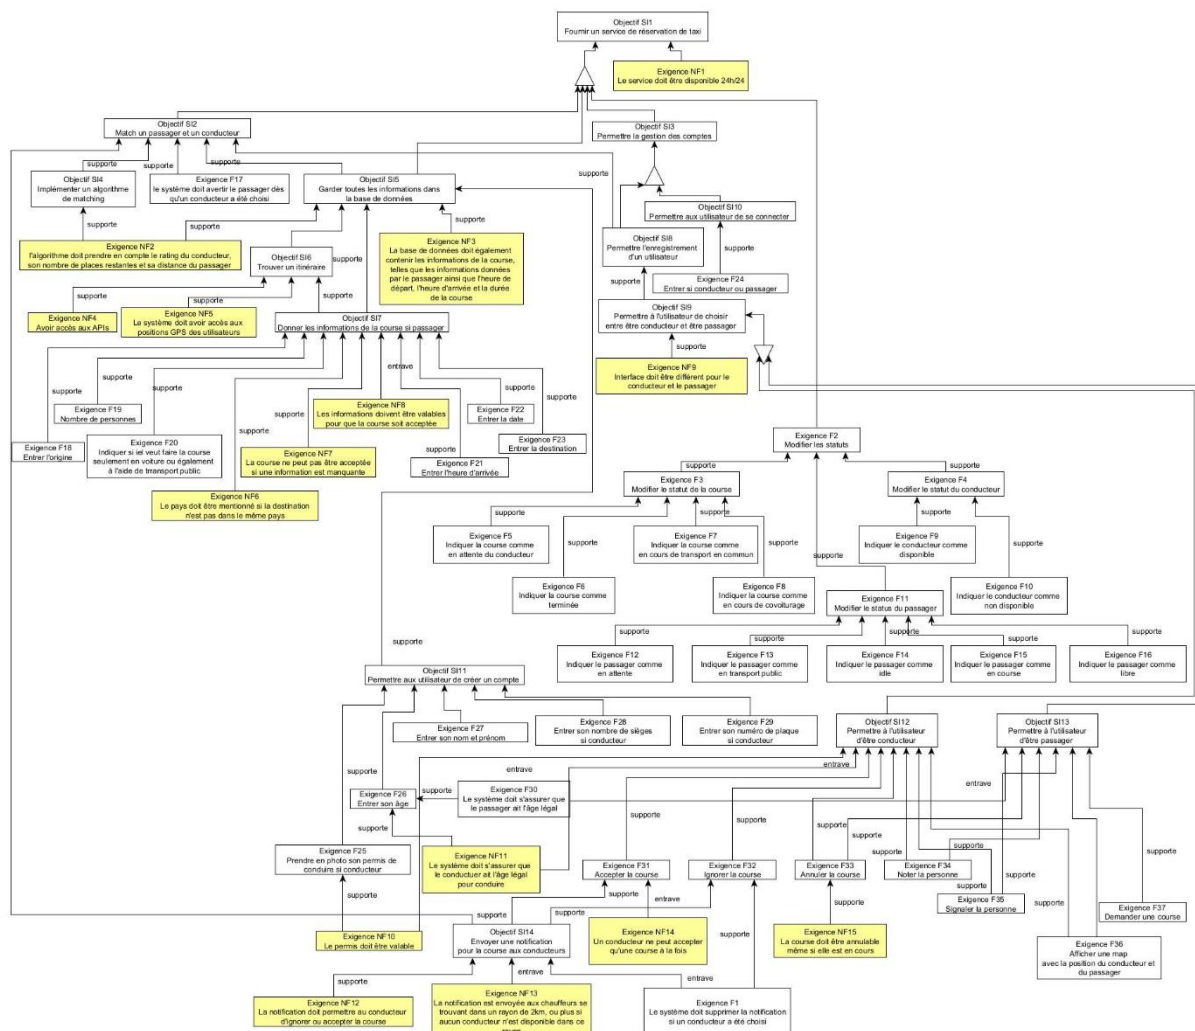 Objectif SI1
Fournir un service de réservation de taxi
Exigence NF1
Le service doit être disponible 24h/24
Objectif SI2
Match un passager et un conducteur
Objectif SI3
Permettre la gestion des comptes
supporte
supporte
supporte
supporte
supporte
Objectif SI4
Implémenter un algorithme
de matching
Exigence F17
le système doit avertir le passager dès
qu'un conducteur a été choisi
Objectif SI5
Garder toutes les informations dans
la base de données
Objectif SI10
Permettre aux utilisateur de se connecter
supporte
supporte
supporte
supporte
supporte
Exigence NF2
l'algorithme doit prendre en compte le rating du conducteur,
son nombre de places restantes et sa distance du passager
Objectif SI6
Trouver un itinéraire
Exigence NF3
La base de données doit également
contenir les informations de la course,
telles que les informations données
par le passager ainsi que l'heure de
départ, l'heure d'arrivée et la durée
de la course
Objectif SI8
Permettre l'enregistrement
d'un utilisateur
Exigence F24
Entrer si conducteur ou passager
supporte
supporte
supporte
supporte
Exigence NF4
Avoir accès aux APIs
Exigence NF5
Le système doit avoir accès aux
positions GPS des utilisateurs
Objectif SI7
Donner les informations de la course si passager
Objectif SI9
Permettre à l'utilisateur de choisir
entre être conducteur et être passager
supporte
Exigence NF9
Interface doit être différent pour le
conducteur et le passager
supporte
supporte
supporte
supporte
supporte
supporte
entrave
supporte
supporte
supporte
Exigence F19
Nombre de personnes
Exigence NF8
Les informations doivent être valables
pour que la course soit acceptée
Exigence F22
Entrer la date
Exigence F18
Entrer l'origine
Exigence F20
Indiquer si iel veut faire la course
seulement en voiture ou également
à l'aide de transport public
Exigence NF7
La course ne peut pas être acceptée
si une information est manquante
Exigence F21
Entrer l'heure d'arrivée
Exigence F23
Entrer la destination
Exigence NF6
Le pays doit être mentionné si la destination
n'est pas dans le même pays
Exigence F2
Modifier les statuts
supporte
supporte
supporte
Exigence F3
Modifier le statut de la course
Exigence F4
Modifier le statut du conducteur
supporte
supporte
supporte
supporte
supporte
supporte
Exigence F5
Indiquer la course comme
en attente du conducteur
Exigence F7
Indiquer la course comme
en cours de transport en commun
Exigence F9
Indiquer le conducteur comme
disponible
Exigence F6
Indiquer la course comme
terminée
Exigence F8
Indiquer la course comme
en cours de covoiturage
Exigence F10
Indiquer le conducteur comme
non disponible
Exigence F11
Modifier le status du passager
supporte
supporte
supporte
supporte
supporte
Exigence F12
Indiquer le passager comme
en attente
Exigence F13
Indiquer le passager comme
en transport public
Exigence F14
Indiquer le passager comme
idle
Exigence F15
Indiquer le passager comme
en course
Exigence F16
Indiquer le passager comme
libre
supporte
Objectif SI11
Permettre aux utilisateur de créer un compte
supporte
supporte
supporte
supporte
supporte
Exigence F27
Entrer son nom et prénom
Exigence F28
Entrer son nombre de sièges
si conducteur
Exigence F29
Entrer son numéro de plaque
si conducteur
Objectif SI12
Permettre à l'utilisateur
d'être conducteur
Objectif SI13
Permettre à l'utilisateur
d'être passager
entrave
entrave
entrave
Exigence F26
Entrer son âge
supporte
Exigence F30
Le système doit s'assurer que
le passager ait l'âge légal
supporte
supporte
supporte
supporte
supporte
supporte
supporte
supporte
supporte
supporte
Exigence F25
Prendre en photo son permis de
conduire si conducteur
Exigence NF11
Le système doit s'assurer que
le conductuer ait l'âge légal
pour conduire
Exigence F31
Accepter la course
Exigence F32
Ignorer la course
Exigence F33
Annuler la course
Exigence F34
Noter la personne
Exigence F35
Signaler la personne
Exigence F37
Demander une course
supporte
supporte
supporte
supporte
entrave
supporte
supporte
Exigence NF10
Le permis doit être valable
Objectif SI14
Envoyer une notification
pour la course aux conducteurs
Exigence NF14
Un conducteur ne peut accepter
qu'une course à la fois
Exigence NF15
La course doit être annulable
même si elle est en cours
Exigence F36
Afficher une map
avec la position du conducteur et
du passager
supporte
entrave
entrave
Exigence NF12
La notification doit permettre au conducteur
d'ignorer ou accepter la course
Exigence NF13
La notification est envoyée aux chauffeurs se
trouvant dans un rayon de 2km, ou plus si
aucun conducteur n'est disponible dans ce
Exigence F1
Le système doit supprimer la notification
si un conducteur a été choisi